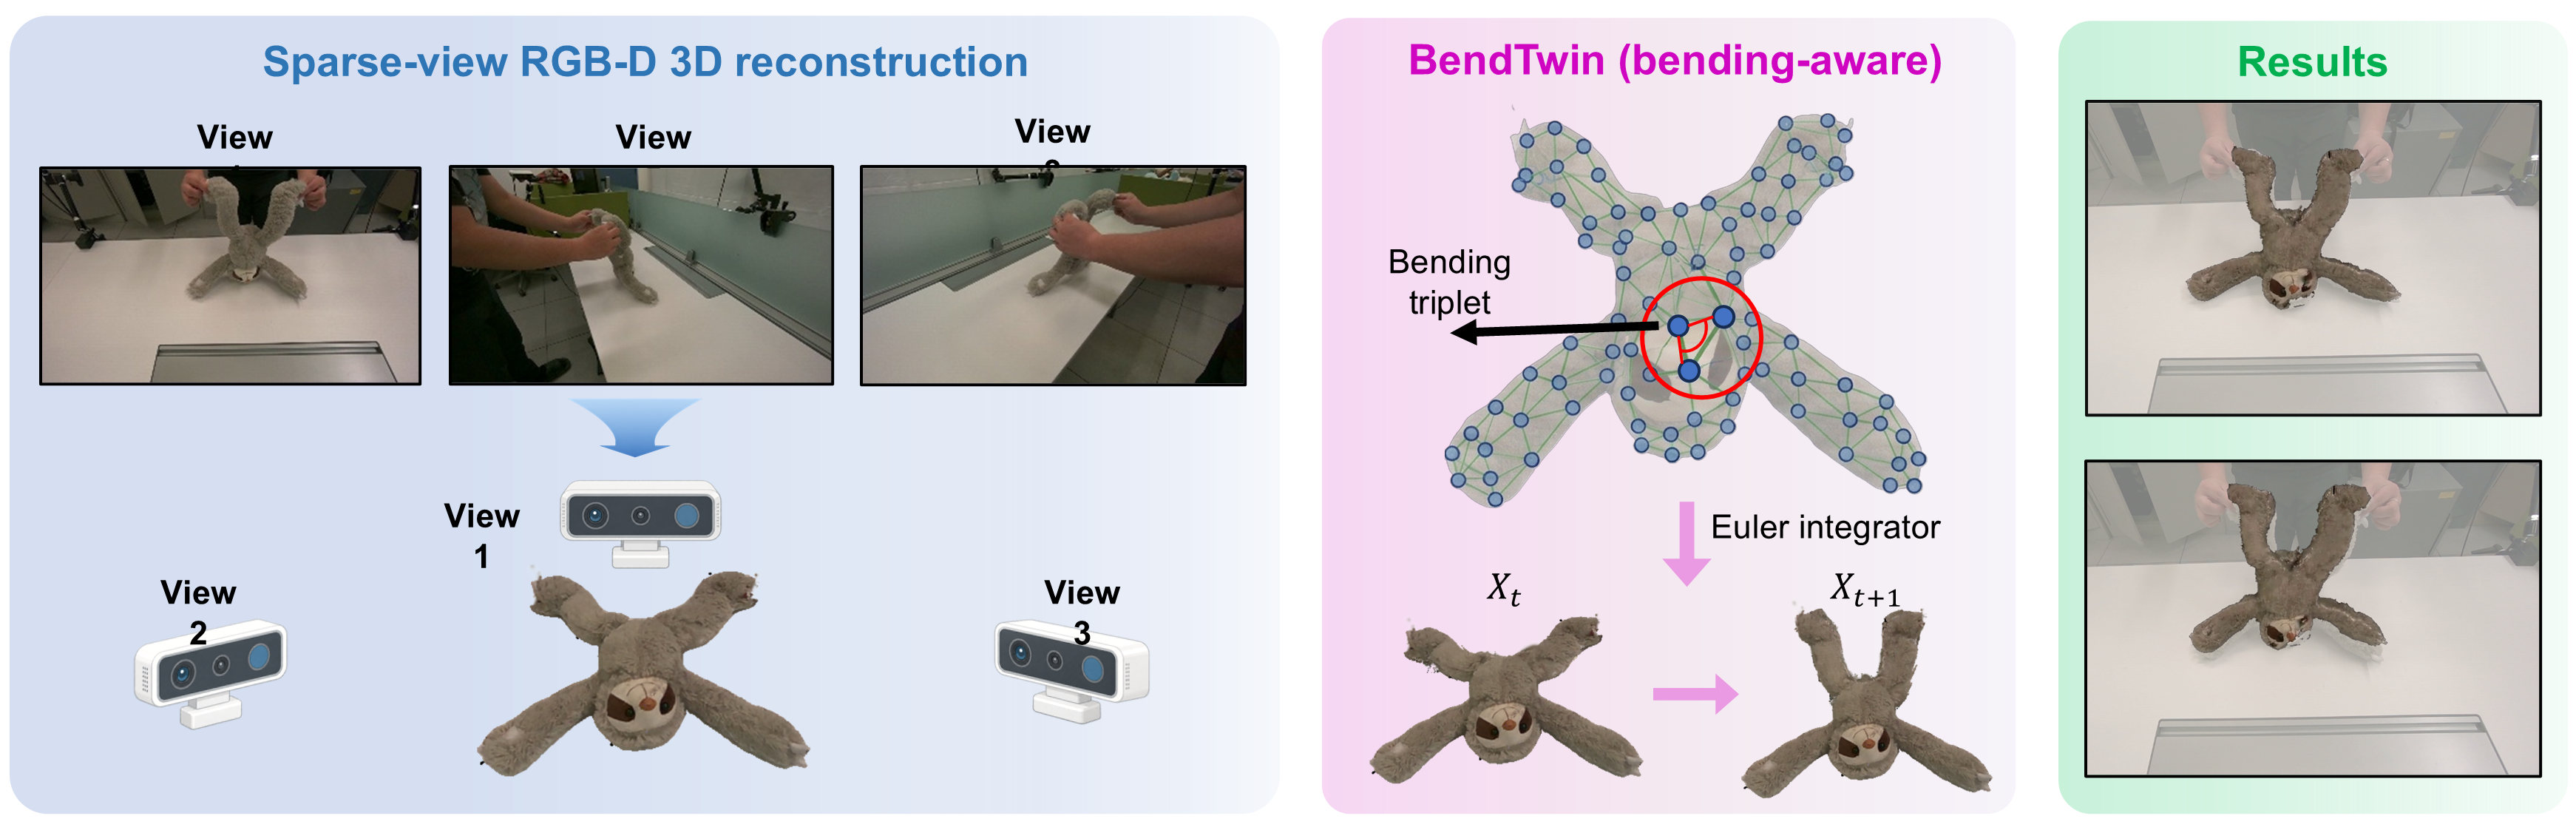 Sparse-view RGB-D 3D reconstruction
View
View
View
View
1
View
2
View
3
BendTwin (bending-aware)
Bending
triplet
Euler integrator
X_t
X_{t+1}
Results